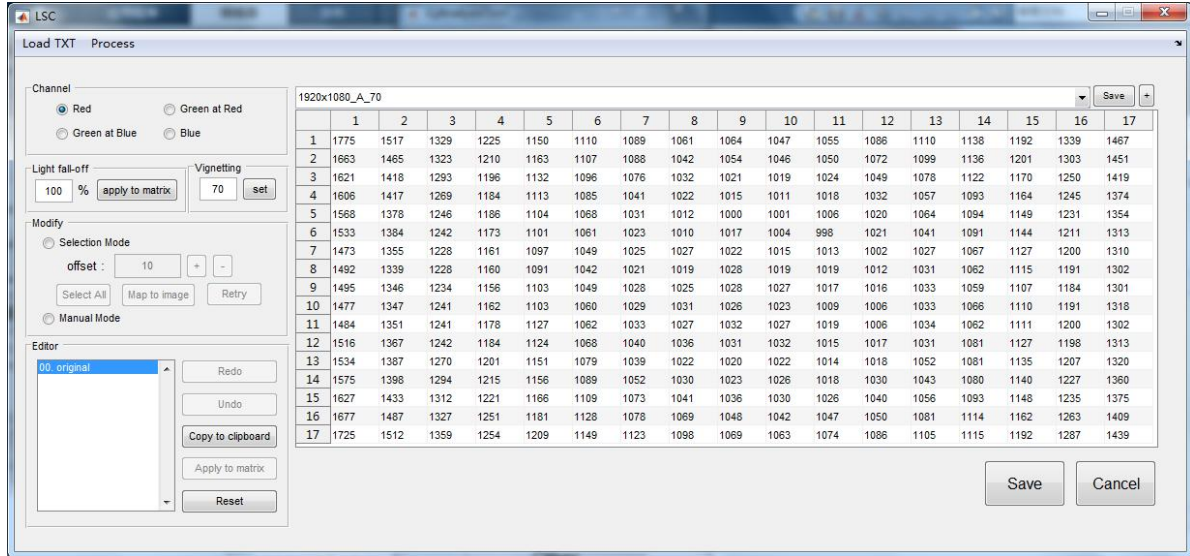 LSC
Load TXT Process
Channel
Red Green at Red
Green at Blue Blue
Light fall-off Vignetting
100 % apply to matrix 70 set
Modify
Selection Mode
offset : 10 + -
Select All Map to image Retry
Manual Mode
Editor
00. original
Redo
Undo
Copy to clipboard
Apply to matrix
Reset
1920x1080_A_70 Save +
1 2 3 4 5 6 7 8 9 10 11 12 13 14 15 16 17
1 1775 1517 1329 1225 1150 1110 1089 1061 1064 1047 1055 1086 1110 1138 1192 1339 1467
2 1663 1465 1323 1210 1163 1107 1088 1042 1054 1046 1050 1072 1099 1136 1201 1303 1451
3 1621 1418 1293 1196 1132 1096 1076 1032 1021 1019 1024 1049 1078 1122 1170 1250 1419
4 1606 1417 1269 1184 1113 1085 1041 1022 1015 1011 1018 1032 1057 1093 1164 1245 1374
5 1568 1378 1246 1186 1104 1068 1031 1012 1000 1001 1006 1020 1064 1094 1149 1231 1354
6 1533 1384 1242 1173 1101 1061 1023 1010 1017 1004 998 1021 1041 1091 1144 1211 1313
7 1473 1355 1228 1161 1097 1049 1025 1027 1022 1015 1013 1002 1027 1067 1127 1200 1310
8 1492 1339 1228 1160 1091 1042 1021 1019 1028 1019 1019 1012 1031 1062 1115 1191 1302
9 1495 1346 1234 1156 1103 1049 1028 1025 1028 1027 1017 1016 1033 1059 1107 1184 1301
10 1477 1347 1241 1162 1103 1060 1029 1031 1026 1023 1009 1006 1033 1066 1110 1191 1318
11 1484 1351 1241 1178 1127 1062 1033 1027 1032 1027 1019 1006 1034 1062 1111 1200 1302
12 1516 1367 1242 1184 1124 1068 1040 1036 1031 1032 1015 1017 1031 1081 1127 1198 1313
13 1534 1387 1270 1201 1151 1079 1039 1022 1020 1022 1014 1018 1052 1081 1135 1207 1320
14 1575 1398 1294 1215 1156 1089 1052 1030 1023 1026 1018 1030 1043 1080 1140 1227 1360
15 1627 1433 1312 1221 1166 1109 1073 1041 1036 1030 1026 1040 1056 1093 1148 1235 1375
16 1677 1487 1327 1251 1181 1128 1078 1069 1048 1042 1047 1050 1081 1114 1162 1263 1409
17 1725 1512 1359 1254 1209 1149 1123 1098 1069 1063 1074 1086 1105 1115 1192 1287 1439
Save Cancel